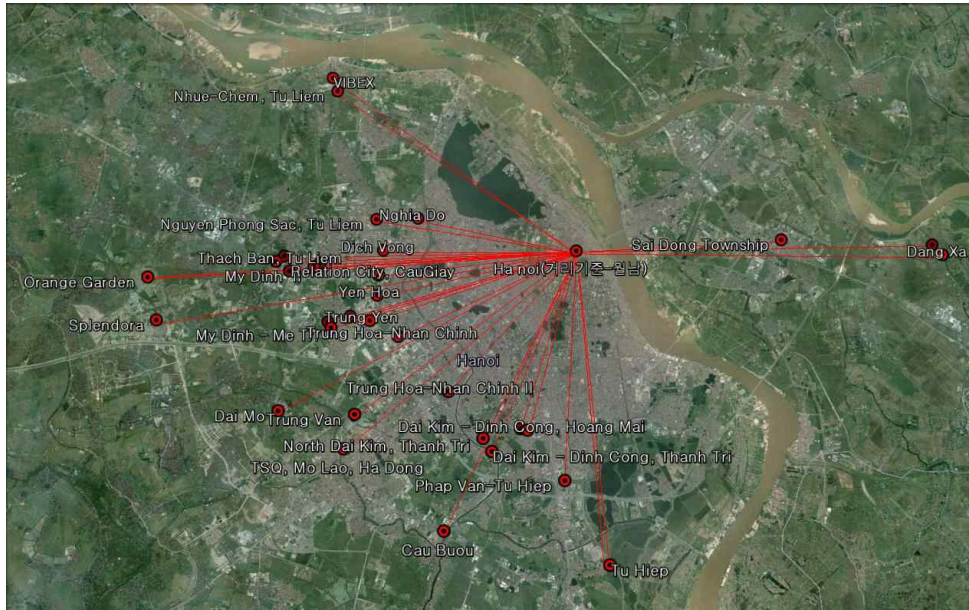 VIBEX
Nhue-Chem, Tu Liem
Nguyen Phong Sac, Tu Liem
Nghia Do
Dich Vong
Sai Dong Township
Dang Xa
Thach Ban, Tu Liem
Ha noi(거리기준-월남)
My Dinh II
Relation City, CauGiay
Orange Garden
Yen Hoa
Trung Yen
Splendora
My Dinh - Me Tri
Trung Hoa-Nhan Chinh
Hanoi
Trung Hoa-Nhan Chinh II
Dai Mo
Trung Van
Dai Kim - Dinh Cong, Hoang Mai
North Dai Kim, Thanh Tri
Dai Kim - Dinh Cong, Thanh Tri
TSQ, Mo Lao, Ha Dong
Phap Van-Tu Hiep
Cau Buou
Tu Hiep